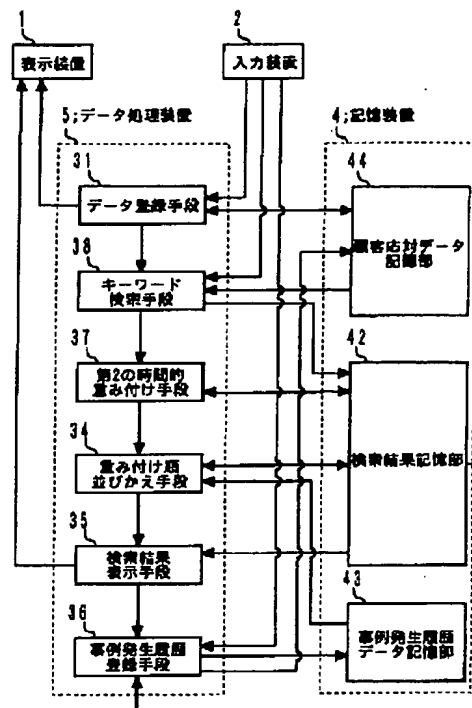 1
表示装置
2
入力装置
5;データ処理装置
4;記憶装置
31
データ登録手段
44
顧客応対データ
記憶部
38
キーワード
検索手段
37
第2の時間的
重み付け手段
42
検索結果記憶部
34
重み付け順
並びかえ手段
35
検索結果
表示手段
36
事例発生履歴
登録手段
43
事例発生履歴
データ記憶部